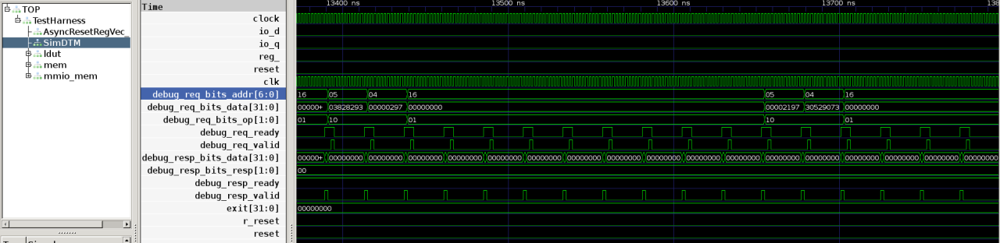 TOP
TestHarness
AsyncResetRegVec_
SimDTM
ldut
mem
mmio_mem
Time
clock
io_d
io_q
reg_
reset
clk
debug_req_bits_addr[6:0]
debug_req_bits_data[31:0]
debug_req_bits_op[1:0]
debug_req_ready
debug_req_valid
debug_resp_bits_data[31:0]
debug_resp_bits_resp[1:0]
debug_resp_ready
debug_resp_valid
exit[31:0]
r_reset
reset
13400 ns 13500 ns 13600 ns 13700 ns 138
16 05 04 16 05 04 16
00000+ 03828293 00000297 00000000 00002197 30529073 00000000
01 10 01 10 01
00000+ 00000000 00000000 00000000 00000000 00000000 00000000 00000000 00000000 00000000 00000000 00000000 00000000 00000000 00000000 00000000 00000000 00000000
00
00000000